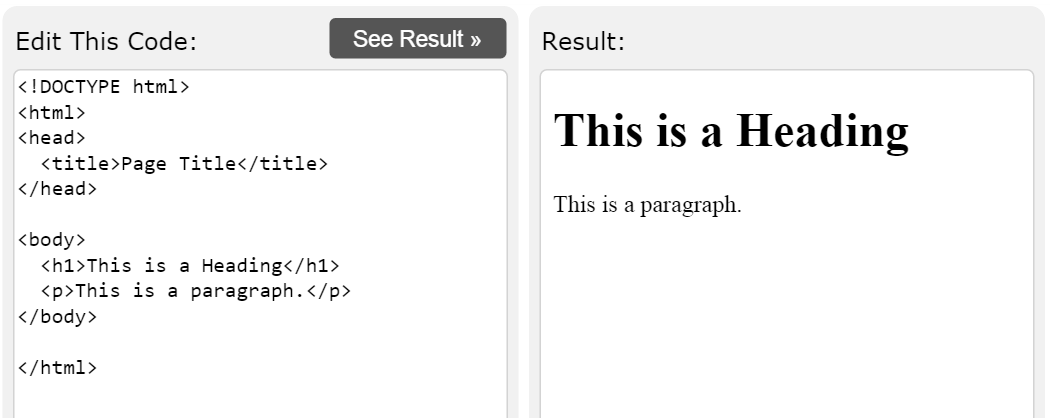 Edit This Code:
See Result »
<!DOCTYPE html>
<html>
<head>
  <title>Page Title</title>
</head>

<body>
  <h1>This is a Heading</h1>
  <p>This is a paragraph.</p>
</body>

</html>
Result:
This is a Heading
This is a paragraph.